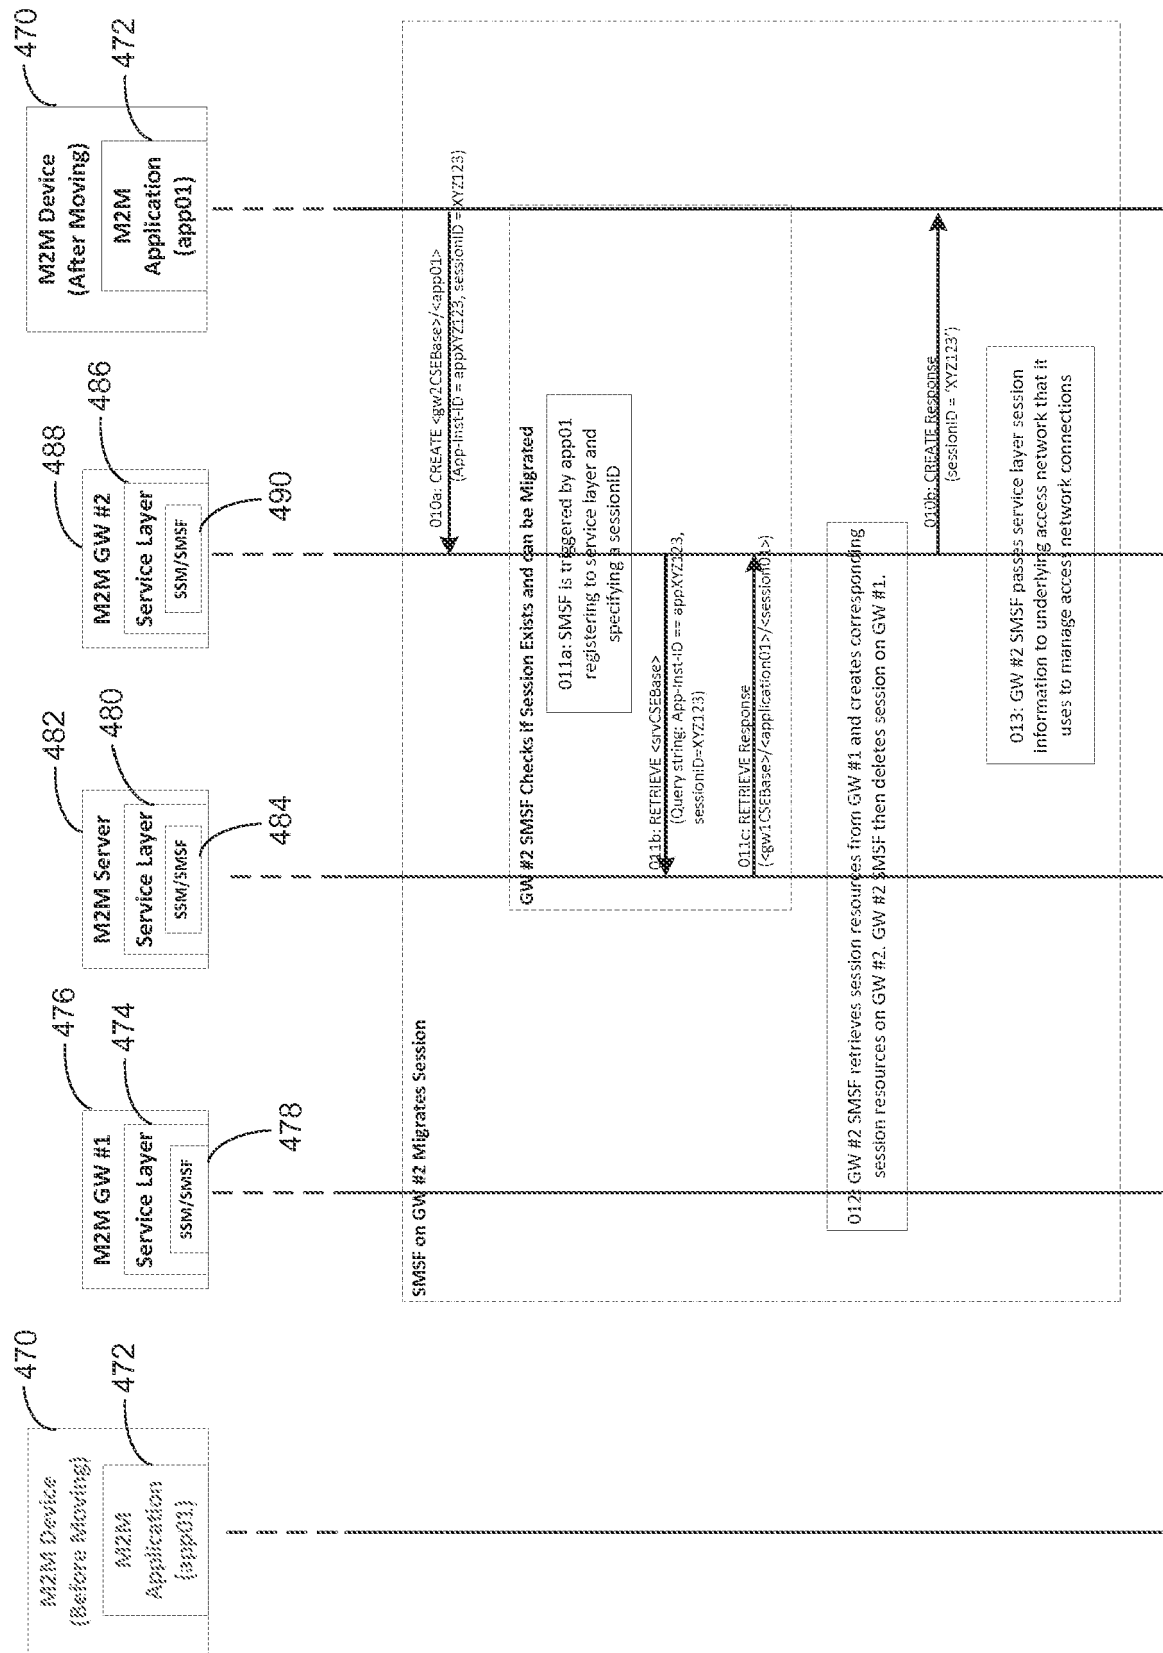 M2M Device
(Before Moving)
M2M
Application
(app01)
470
472
M2M GW #1
Service Layer
SSM/SMSF
476
474
478
M2M Server
Service Layer
SSM/SMSF
482
480
484
M2M GW #2
Service Layer
SSM/SMSF
488
486
490
M2M Device
(After Moving)
M2M
Application
(app01)
470
472
SMSF on GW #2 Migrates Session
010a: CREATE <gw2CSEBase>/<app01>
(App-Inst-ID = appXYZ123, sessionID = XYZ123)
GW #2 SMSF Checks if Session Exists and can be Migrated
011a: SMSF is triggered by app01
registering to service layer and
specifying a sessionID
011b: RETRIEVE <srvCSEBase>
(Query string: App-Inst-ID == appXYZ123,
sessionID=XYZ123)
011c: RETRIEVE Response
(<gw1CSEBase>/<application01>/<session01>)
012: GW #2 SMSF retrieves session resources from GW #1 and creates corresponding
session resources on GW #2. GW #2 SMSF then deletes session on GW #1.
010b: CREATE Response
(sessionID = 'XYZ123')
013: GW #2 SMSF passes service layer session
information to underlying access network that it
uses to manage access network connections